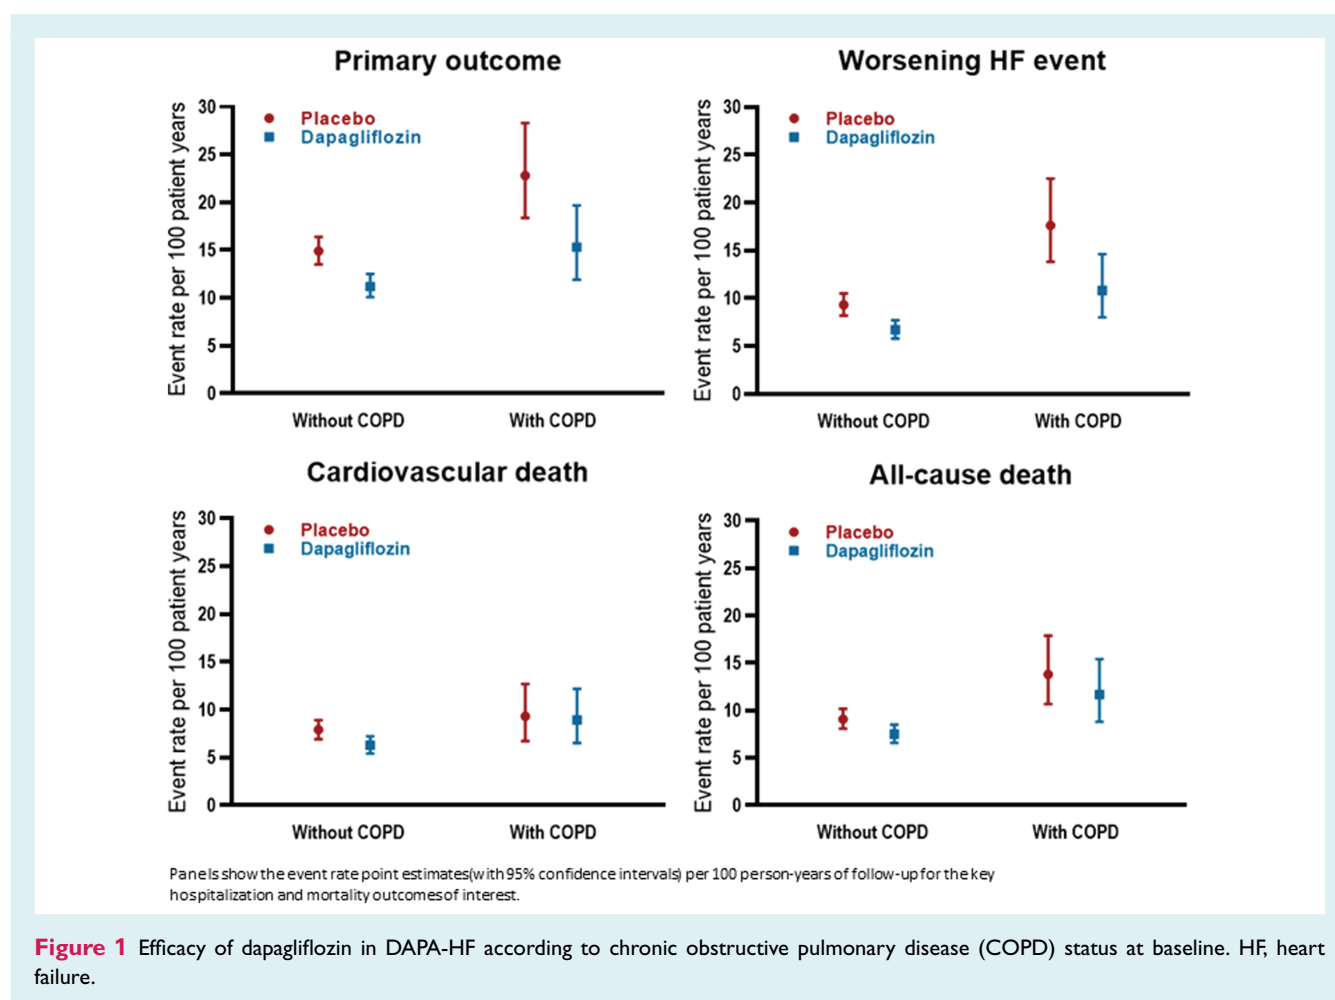 Primary outcome
Event rate per 100 patient years
30
25
20
15
10
5
0
Placebo
Dapagliflozin
Without COPD
With COPD
Worsening HF event
Event rate per 100 patient years
30
25
20
15
10
5
0
Placebo
Dapagliflozin
Without COPD
With COPD
Cardiovascular death
Event rate per 100 patient years
30
25
20
15
10
5
0
Placebo
Dapagliflozin
Without COPD
With COPD
All-cause death
Event rate per 100 patient years
30
25
20
15
10
5
0
Placebo
Dapagliflozin
Without COPD
With COPD
Panels show the event rate point estimates(with 95% confidence intervals) per 100 person-years of follow-up for the key
hospitalization and mortality outcomes of interest.
Figure 1 Efficacy of dapagliflozin in DAPA-HF according to chronic obstructive pulmonary disease (COPD) status at baseline. HF, heart
failure.